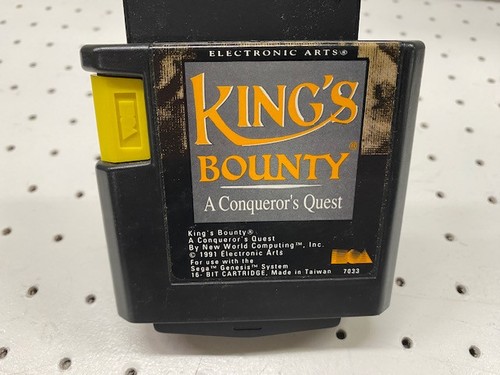 ELECTRONIC ARTS®
KING'S
BOUNTY®
A Conqueror's Quest
King's Bounty®
A Conqueror's Quest
By New World Computing™, Inc.
© 1991 Electronic Arts
For use with the
Sega™ Genesis™ System
16- BIT CARTRIDGE, Made in Taiwan 7033